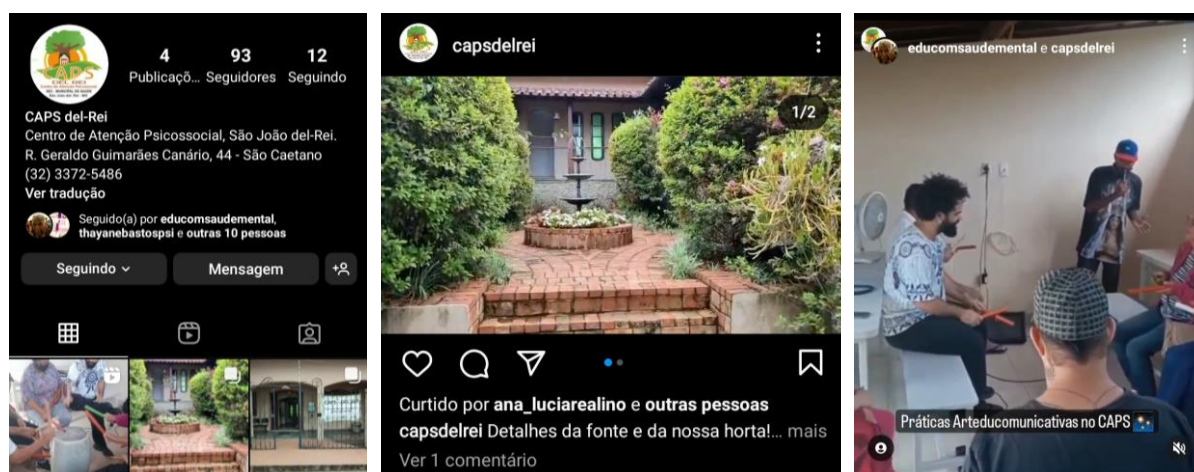 CAPS
DEL REI
4
93
12
Publicaçõ...
Seguidores
Seguindo
CAPS del-Rei
Centro de Atenção Psicossocial, São João del-Rei.
R. Geraldo Guimarães Canário, 44 - São Caetano
(32) 3372-5486
Ver tradução
Seguido(a) por educomsaudemental,
thayanebastospsi e outras 10 pessoas
Seguindo
Mensagem
capsdelrei
1/2
Curtido por ana_luciarealino e outras pessoas
capsdelrei Detalhes da fonte e da nossa horta!... mais
Ver 1 comentário
educomsaudemental e capsdelrei
Práticas Arteducomunicativas no CAPS